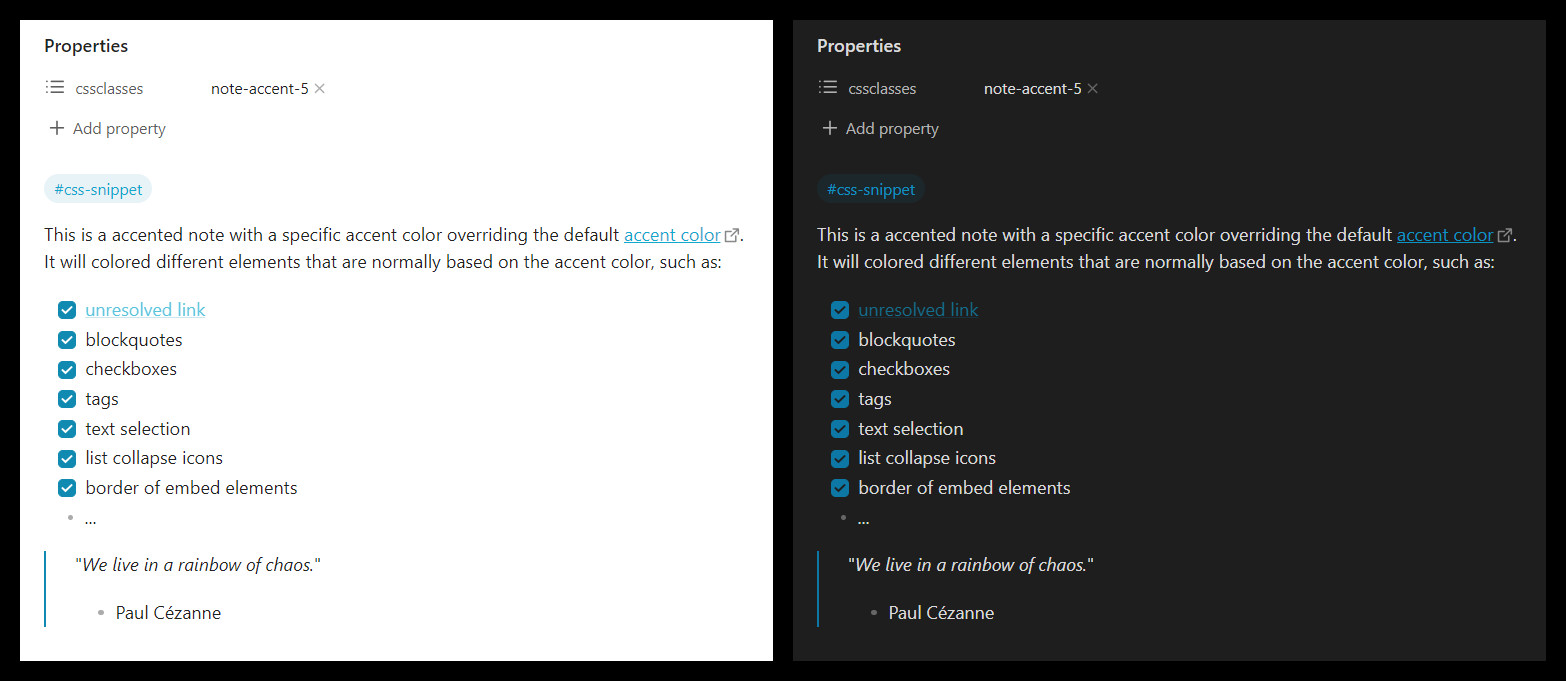 Properties
cssclasses note-accent-5
Add property
#css-snippet
This is a accented note with a specific accent color overriding the default accent color.
It will colored different elements that are normally based on the accent color, such as:
unresolved link
blockquotes
checkboxes
tags
text selection
list collapse icons
border of embed elements
...
"We live in a rainbow of chaos."
Paul Cézanne
Properties
cssclasses note-accent-5
Add property
#css-snippet
This is a accented note with a specific accent color overriding the default accent color.
It will colored different elements that are normally based on the accent color, such as:
unresolved link
blockquotes
checkboxes
tags
text selection
list collapse icons
border of embed elements
...
"We live in a rainbow of chaos."
Paul Cézanne